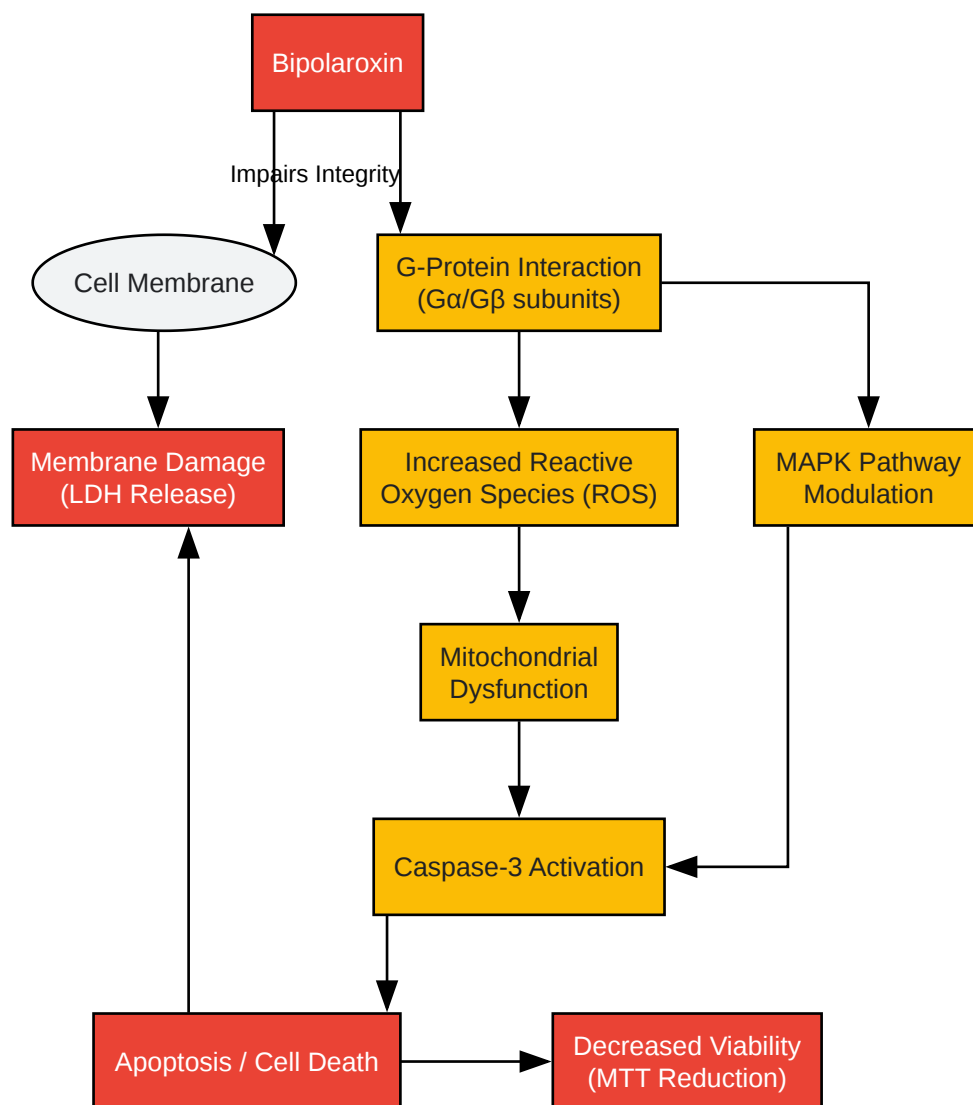 Bipolaroxin
Impairs Integrity
Cell Membrane
G-Protein Interaction
(Gα/Gβ subunits)
Membrane Damage
(LDH Release)
Increased Reactive
Oxygen Species (ROS)
MAPK Pathway
Modulation
Mitochondrial
Dysfunction
Caspase-3 Activation
Apoptosis / Cell Death
Decreased Viability
(MTT Reduction)